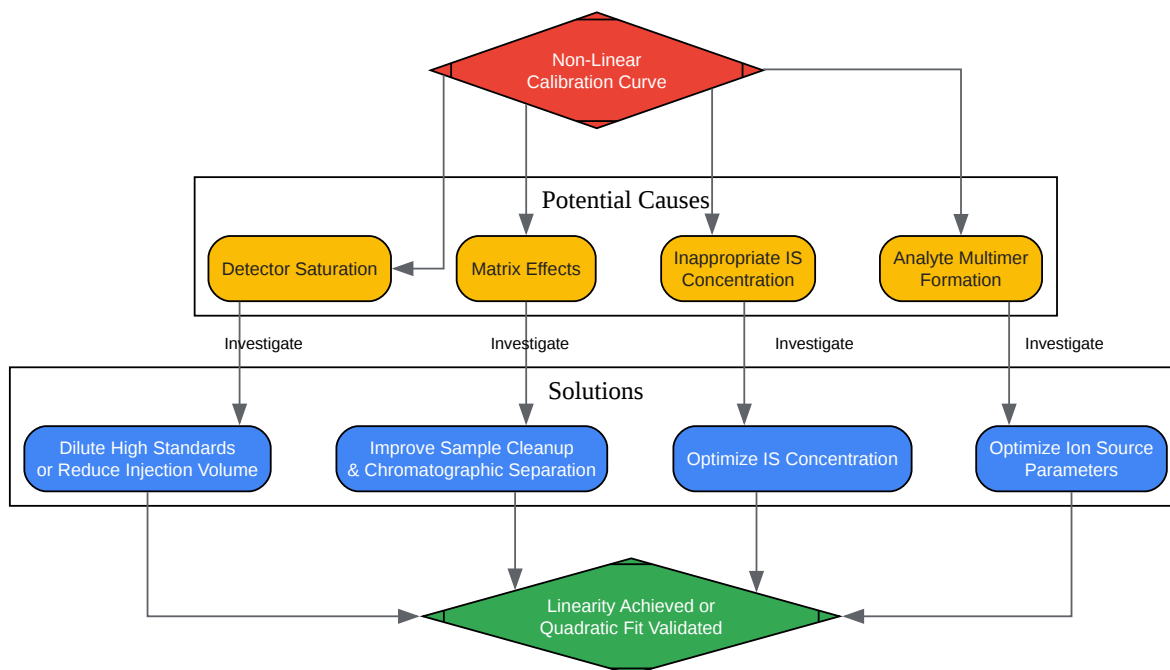 Non-Linear
Calibration Curve
Potential Causes
Detector Saturation
Matrix Effects
Inappropriate IS
Concentration
Analyte Multimer
Formation
Investigate
Investigate
Investigate
Investigate
Solutions
Dilute High Standards
or Reduce Injection Volume
Improve Sample Cleanup
& Chromatographic Separation
Optimize IS Concentration
Optimize Ion Source
Parameters
Linearity Achieved or
Quadratic Fit Validated